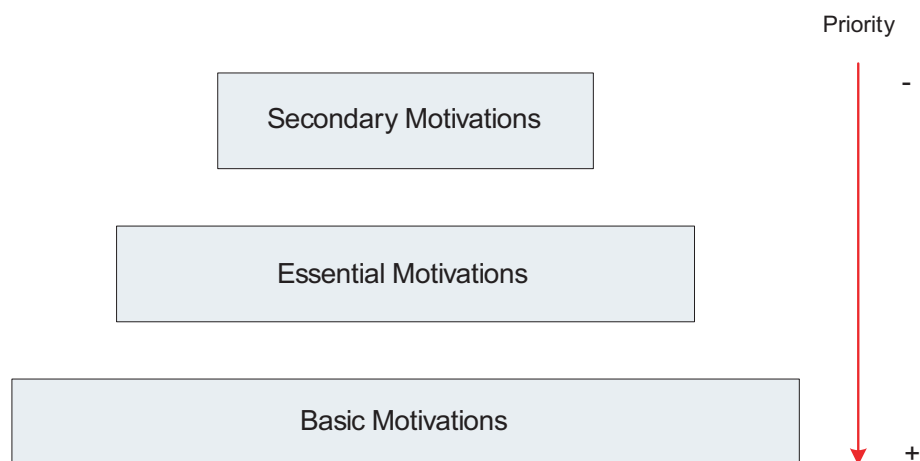 Priority
-
Secondary Motivations
Essential Motivations
Basic Motivations
+